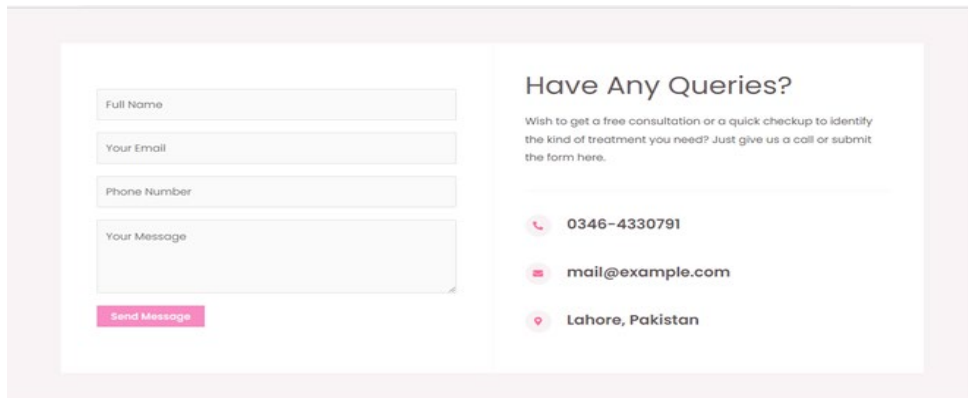 Full Name
Your Email
Phone Number
Your Message
Send Message
Have Any Queries?
Wish to get a free consultation or a quick checkup to identify
the kind of treatment you need? Just give us a call or submit
the form here.
0346-4330791
mail@example.com
Lahore, Pakistan